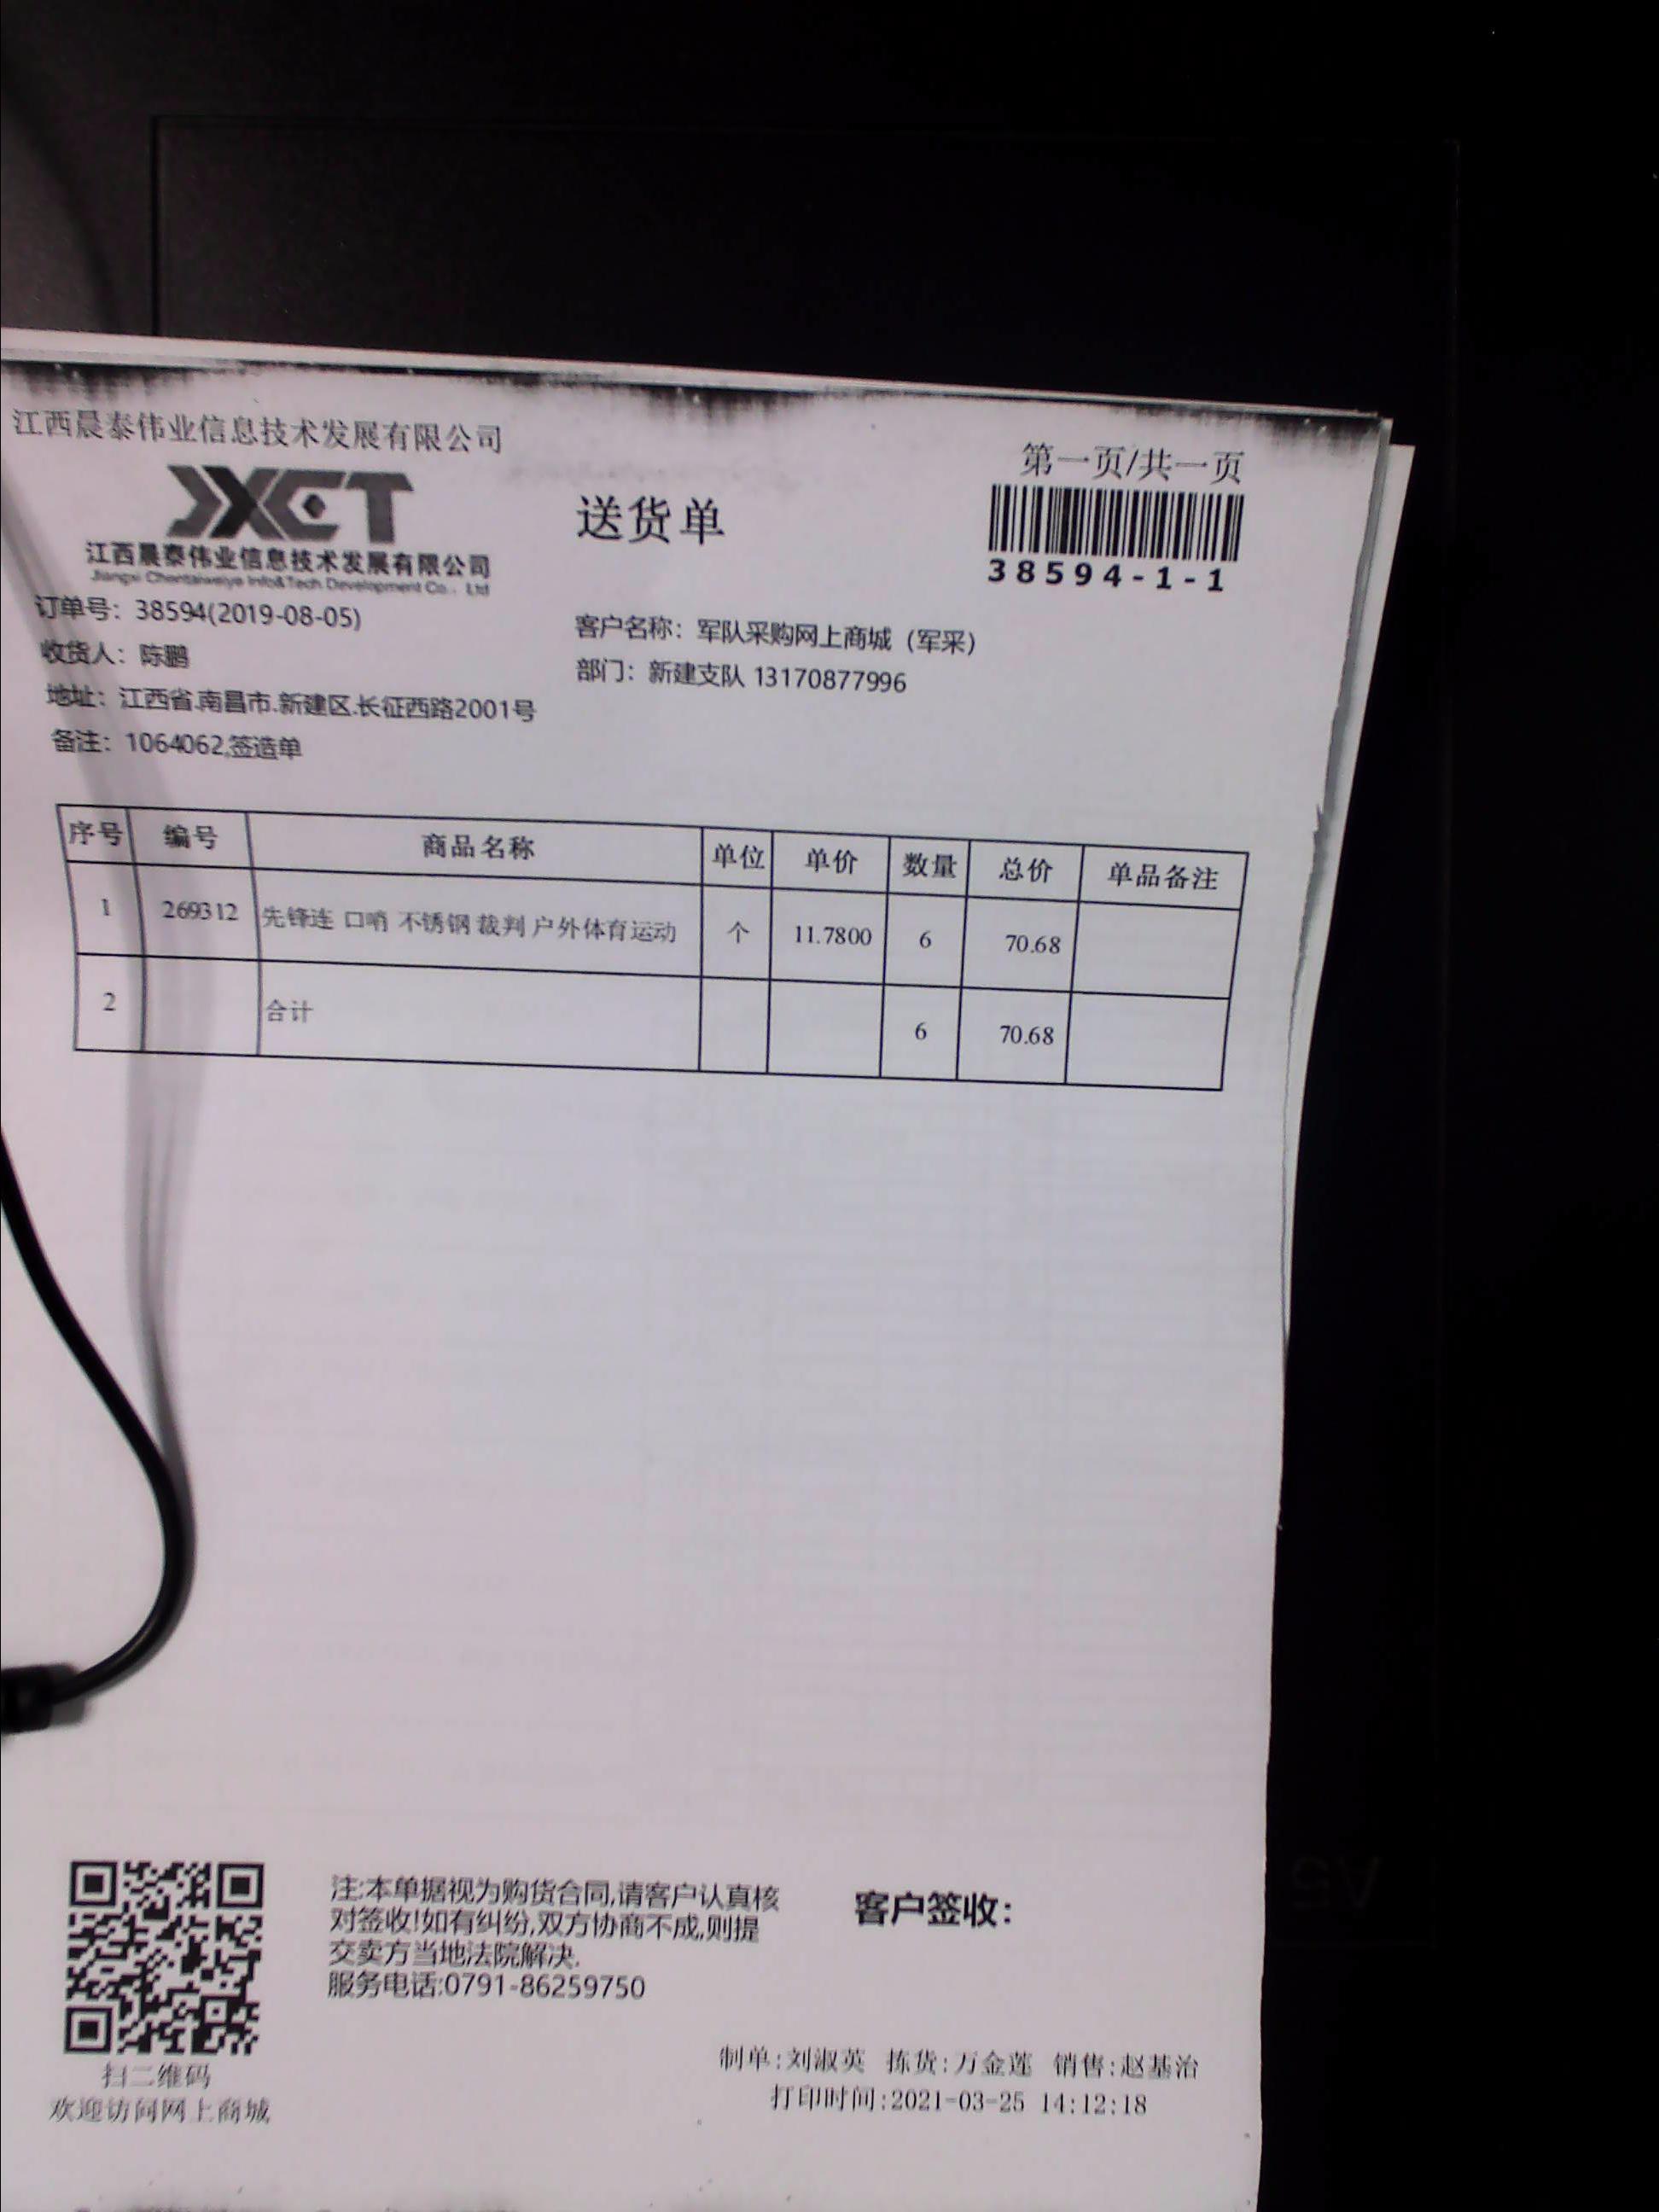 江西晨泰伟业信息技术发展有限公司
第一页/共一页
JXCT
送货单
江西晨泰伟业信息技术发展有限公司
Jiangxi Chentaiweiye Info&Tech Development Co., Ltd
38594-1-1
订单号：38594(2019-08-05)
客户名称：军队采购网上商城（军采）
收货人：陈鹏
部门：新建支队 13170877996
地址：江西省.南昌市.新建区.长征西路2001号
备注：1064062,签造单
序号 编号 商品名称 单位 单价 数量 总价 单品备注
1 269312 先锋连 口哨 不锈钢 裁判 户外体育运动 个 11.7800 6 70.68
2 合计 6 70.68
注:本单据视为购货合同,请客户认真核
对签收!如有纠纷,双方协商不成,则提
交卖方当地法院解决.
服务电话:0791-86259750
客户签收：
扫二维码
欢迎访问网上商城
制单:刘淑英 拣货:万金莲 销售:赵基治
打印时间:2021-03-25 14:12:18
A5